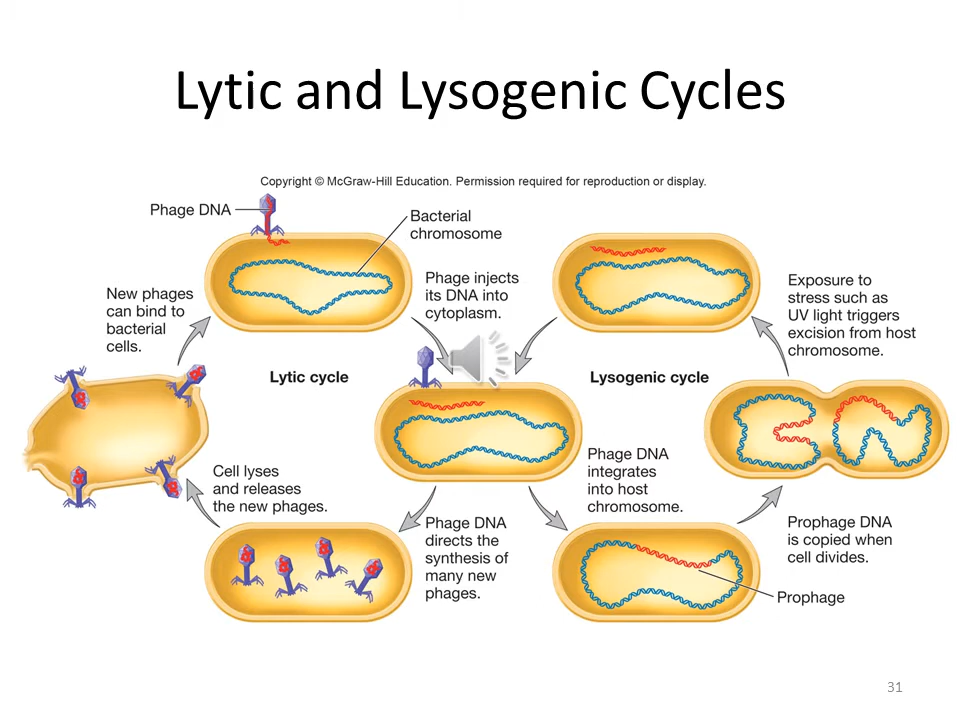 Lytic and Lysogenic Cycles
Copyright © McGraw-Hill Education. Permission required for reproduction or display.
Phage DNA
Bacterial
chromosome
Phage injects
its DNA into
cytoplasm.
New phages
can bind to
bacterial
cells.
Exposure to
stress such as
UV light triggers
excision from host
chromosome.
Lytic cycle
Lysogenic cycle
Cell lyses
and releases
the new phages.
Phage DNA
integrates
into host
chromosome.
Phage DNA
directs the
synthesis of
many new
phages.
Prophage DNA
is copied when
cell divides.
Prophage
31